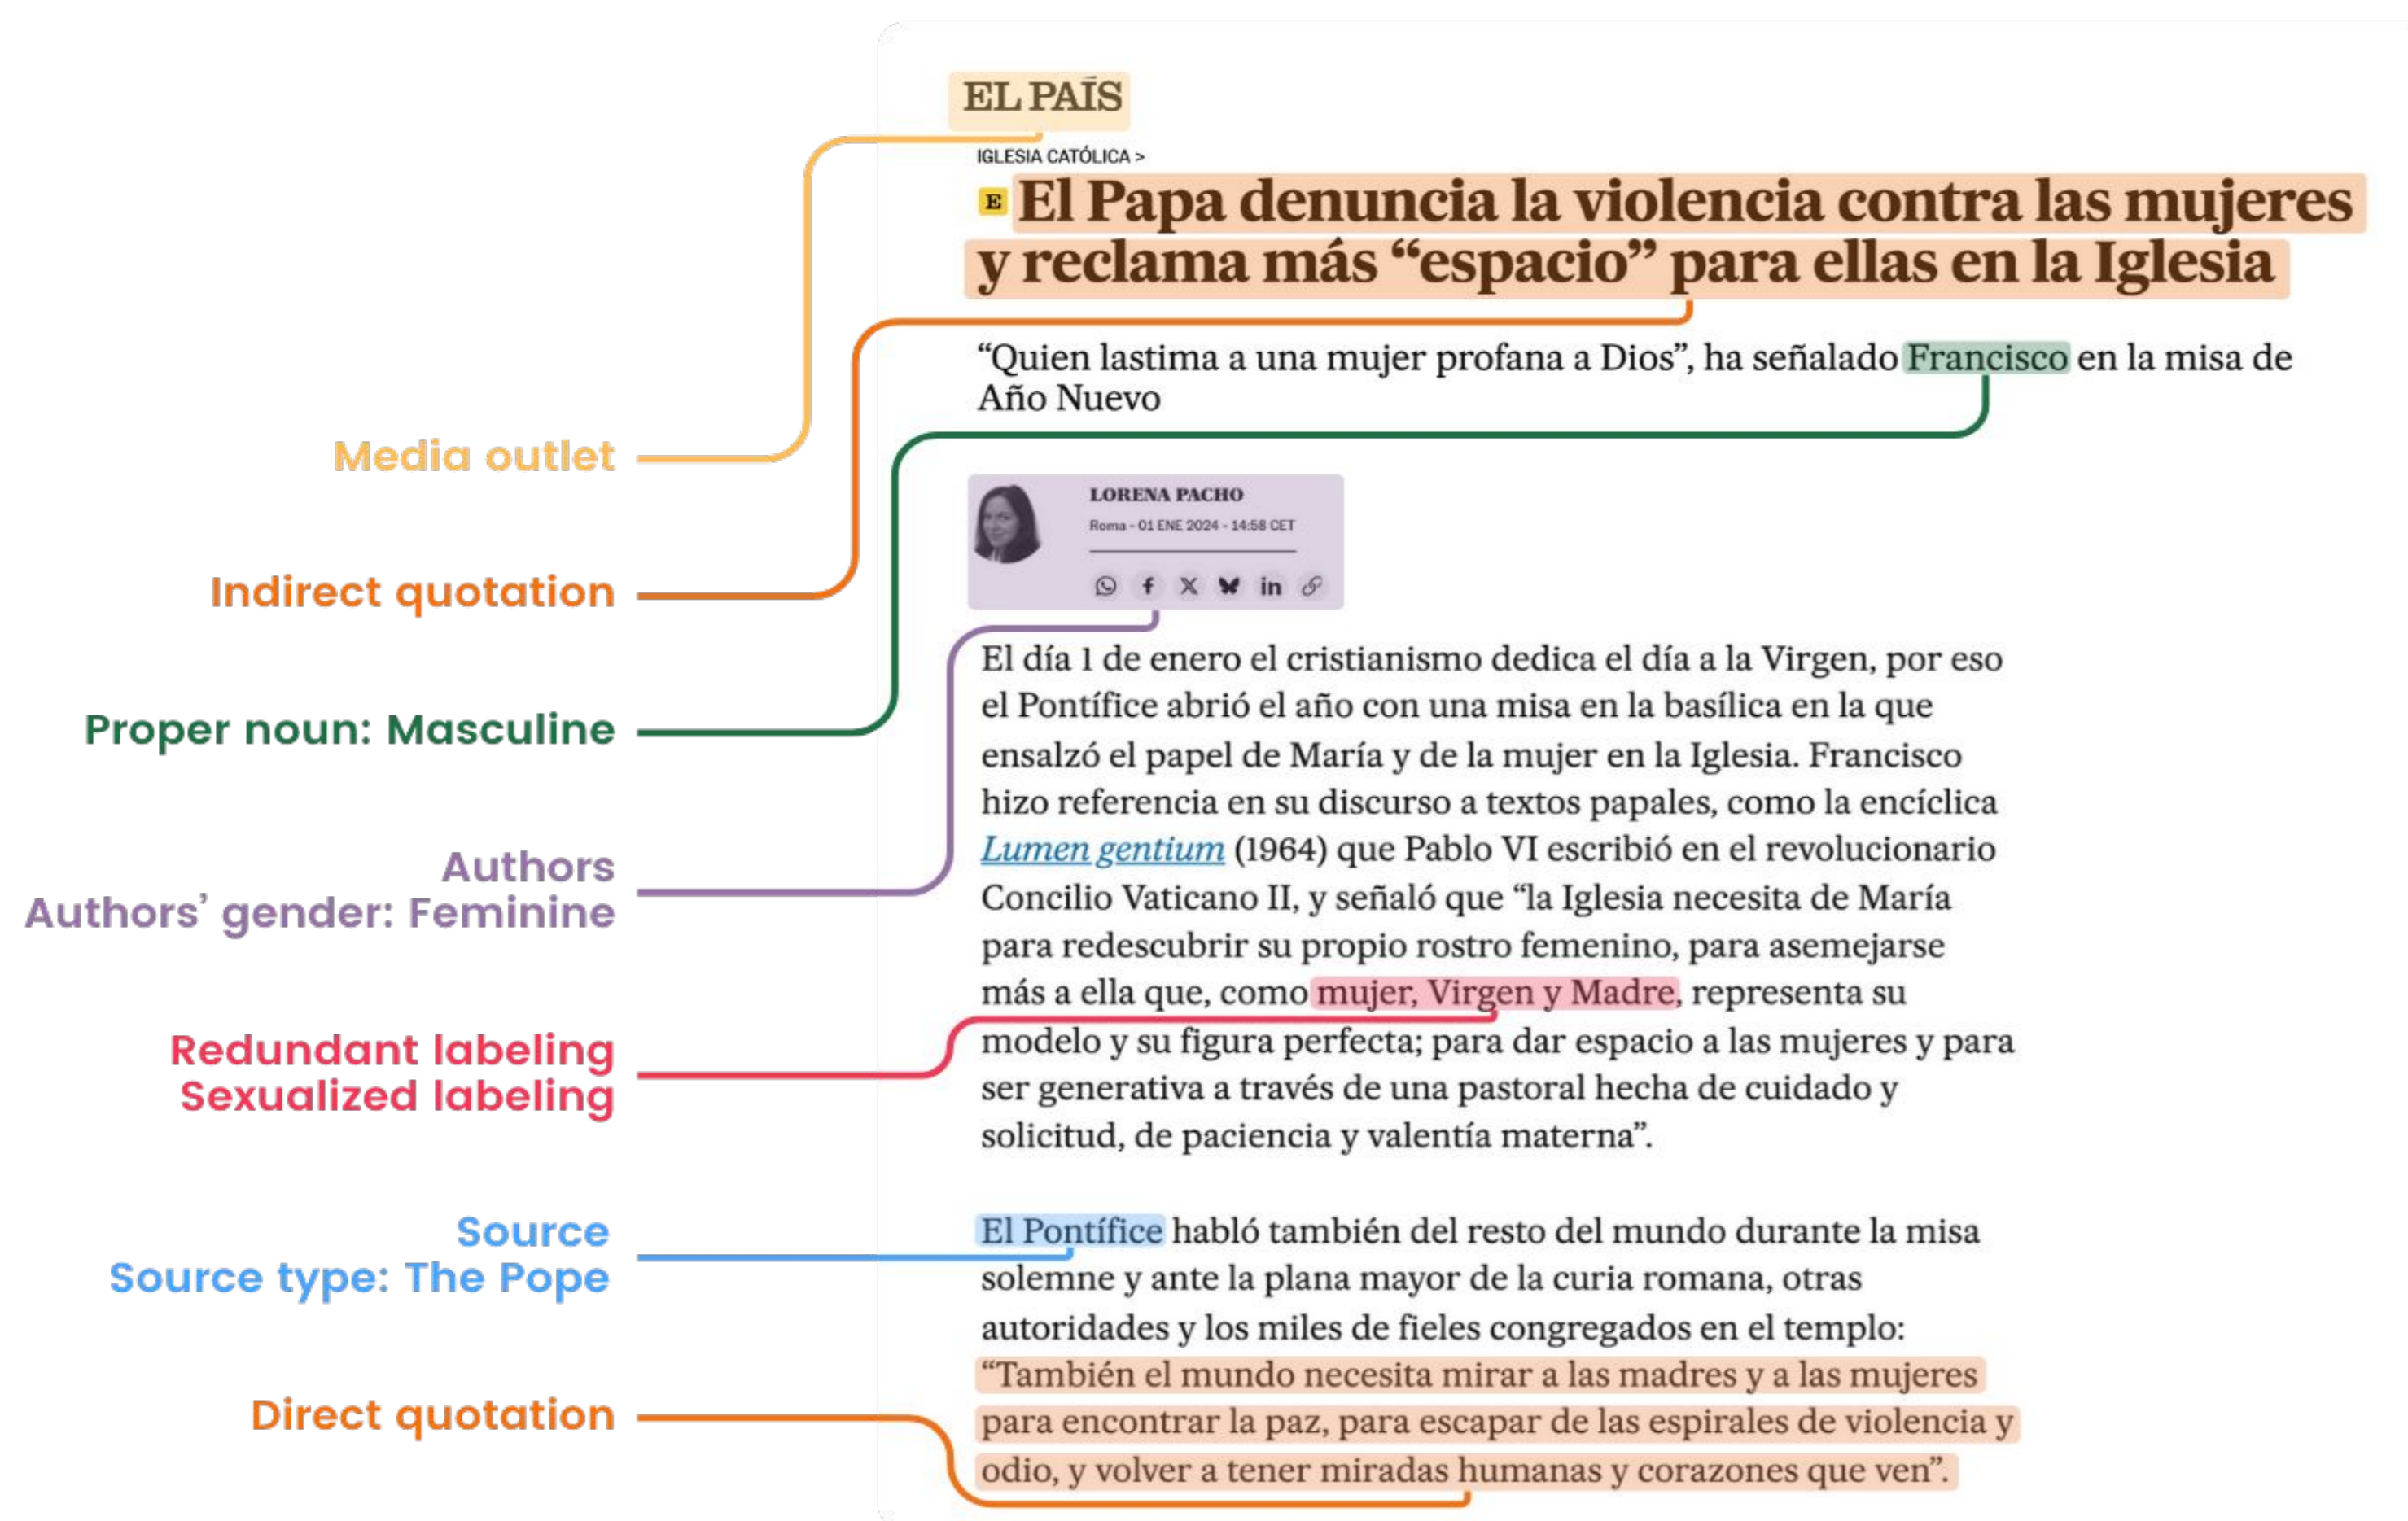 EL PAÍS
IGLESIA CATÓLICA >
E El Papa denuncia la violencia contra las mujeres
y reclama más “espacio” para ellas en la Iglesia
“Quien lastima a una mujer profana a Dios”, ha señalado Francisco en la misa de
Año Nuevo
Media outlet
LORENA PACHO
Roma - 01 ENE 2024 - 14:58 CET
Indirect quotation
Proper noun: Masculine
Authors
Authors’ gender: Feminine
Redundant labeling
Sexualized labeling
Source
Source type: The Pope
Direct quotation
El día 1 de enero el cristianismo dedica el día a la Virgen, por eso
el Pontífice abrió el año con una misa en la basílica en la que
ensalzó el papel de María y de la mujer en la Iglesia. Francisco
hizo referencia en su discurso a textos papales, como la encíclica
Lumen gentium (1964) que Pablo VI escribió en el revolucionario
Concilio Vaticano II, y señaló que “la Iglesia necesita de María
para redescubrir su propio rostro femenino, para asemejarse
más a ella que, como mujer, Virgen y Madre, representa su
modelo y su figura perfecta; para dar espacio a las mujeres y para
ser generativa a través de una pastoral hecha de cuidado y
solicitud, de paciencia y valentía materna”.
El Pontífice habló también del resto del mundo durante la misa
solemne y ante la plana mayor de la curia romana, otras
autoridades y los miles de fieles congregados en el templo:
“También el mundo necesita mirar a las madres y a las mujeres
para encontrar la paz, para escapar de las espirales de violencia y
odio, y volver a tener miradas humanas y corazones que ven”.